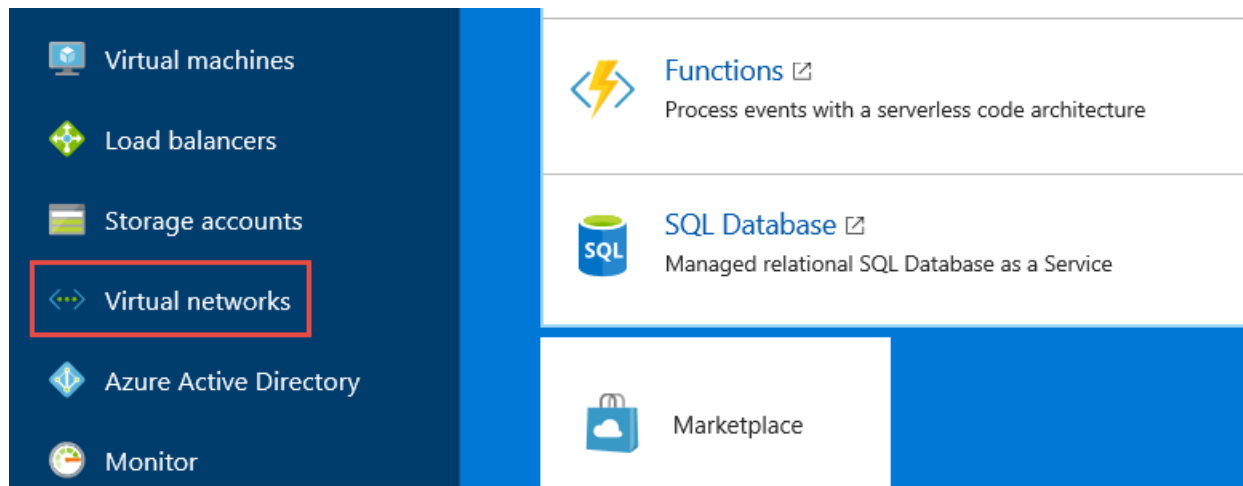 Virtual machines
Load balancers
Storage accounts
Virtual networks
Azure Active Directory
Monitor
Functions
Process events with a serverless code architecture
SQL
SQL Database
Managed relational SQL Database as a Service
Marketplace